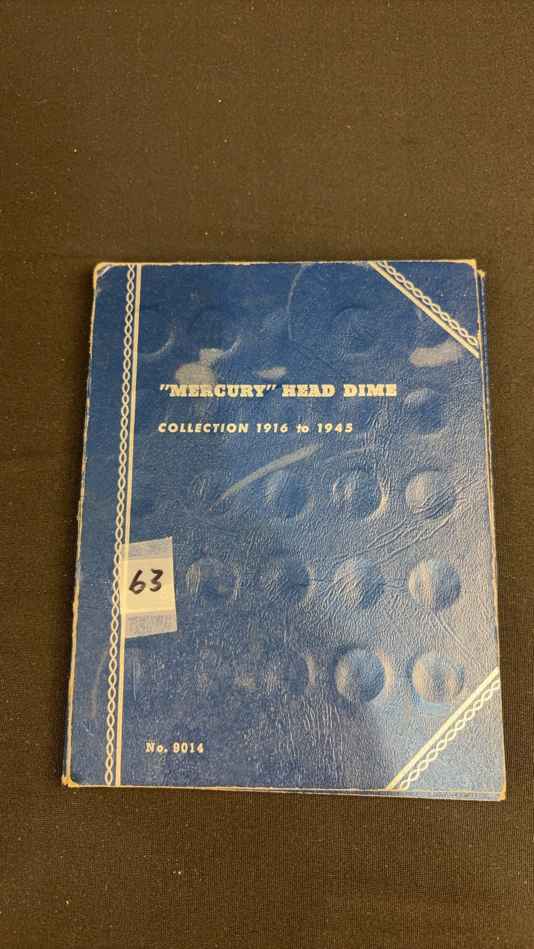 "MERCURY" HEAD DIME
COLLECTION 1916 to 1945
63
No. 9014